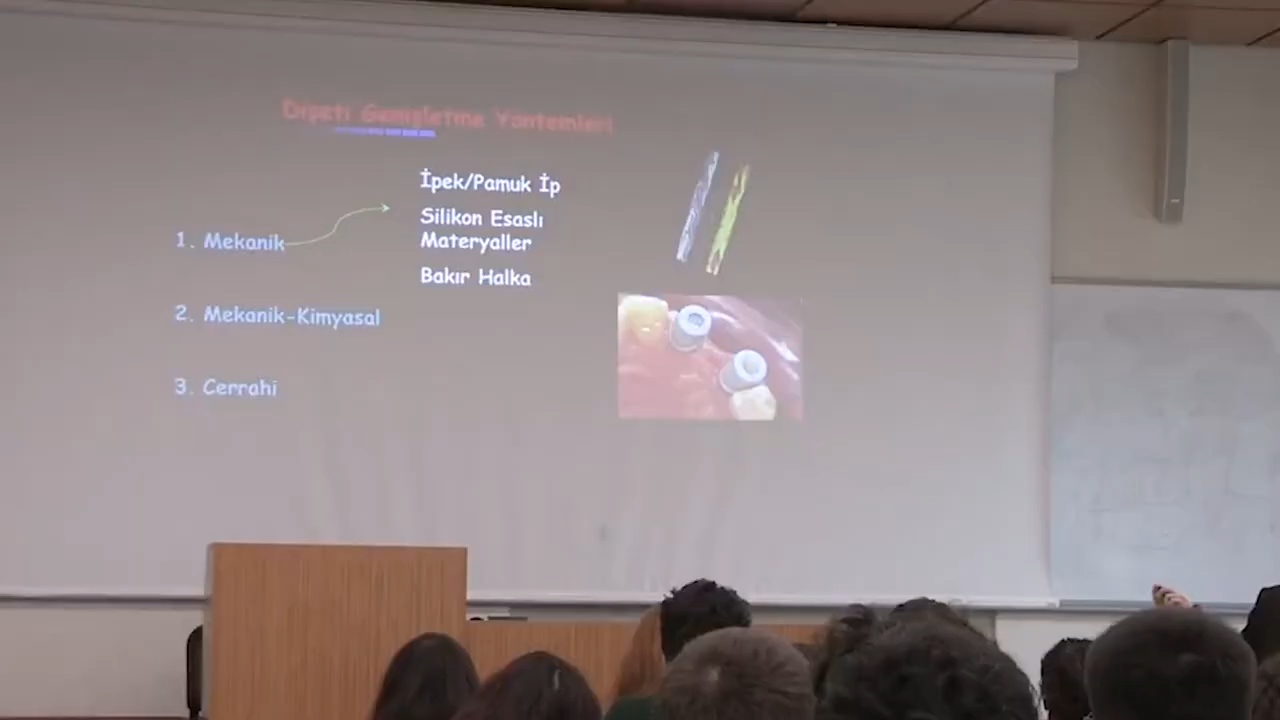 Dişeti Genişletme Yöntemleri
İpek/Pamuk İp
Silikon Esaslı
Materyaller
Bakır Halka
1. Mekanik
2. Mekanik-Kimyasal
3. Cerrahi